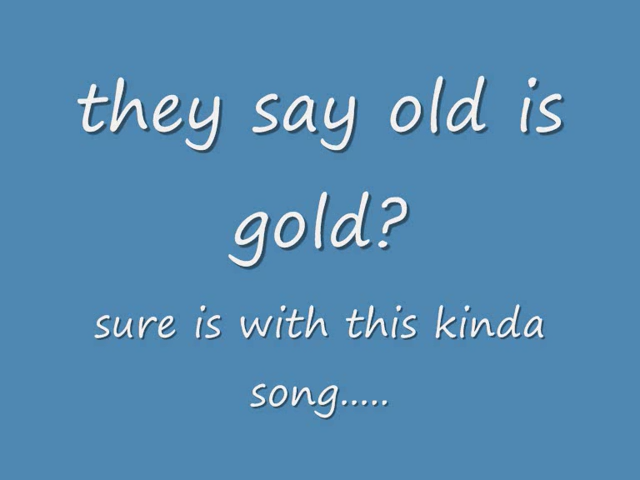 they say old is
gold?
sure is with this kinda
song.....